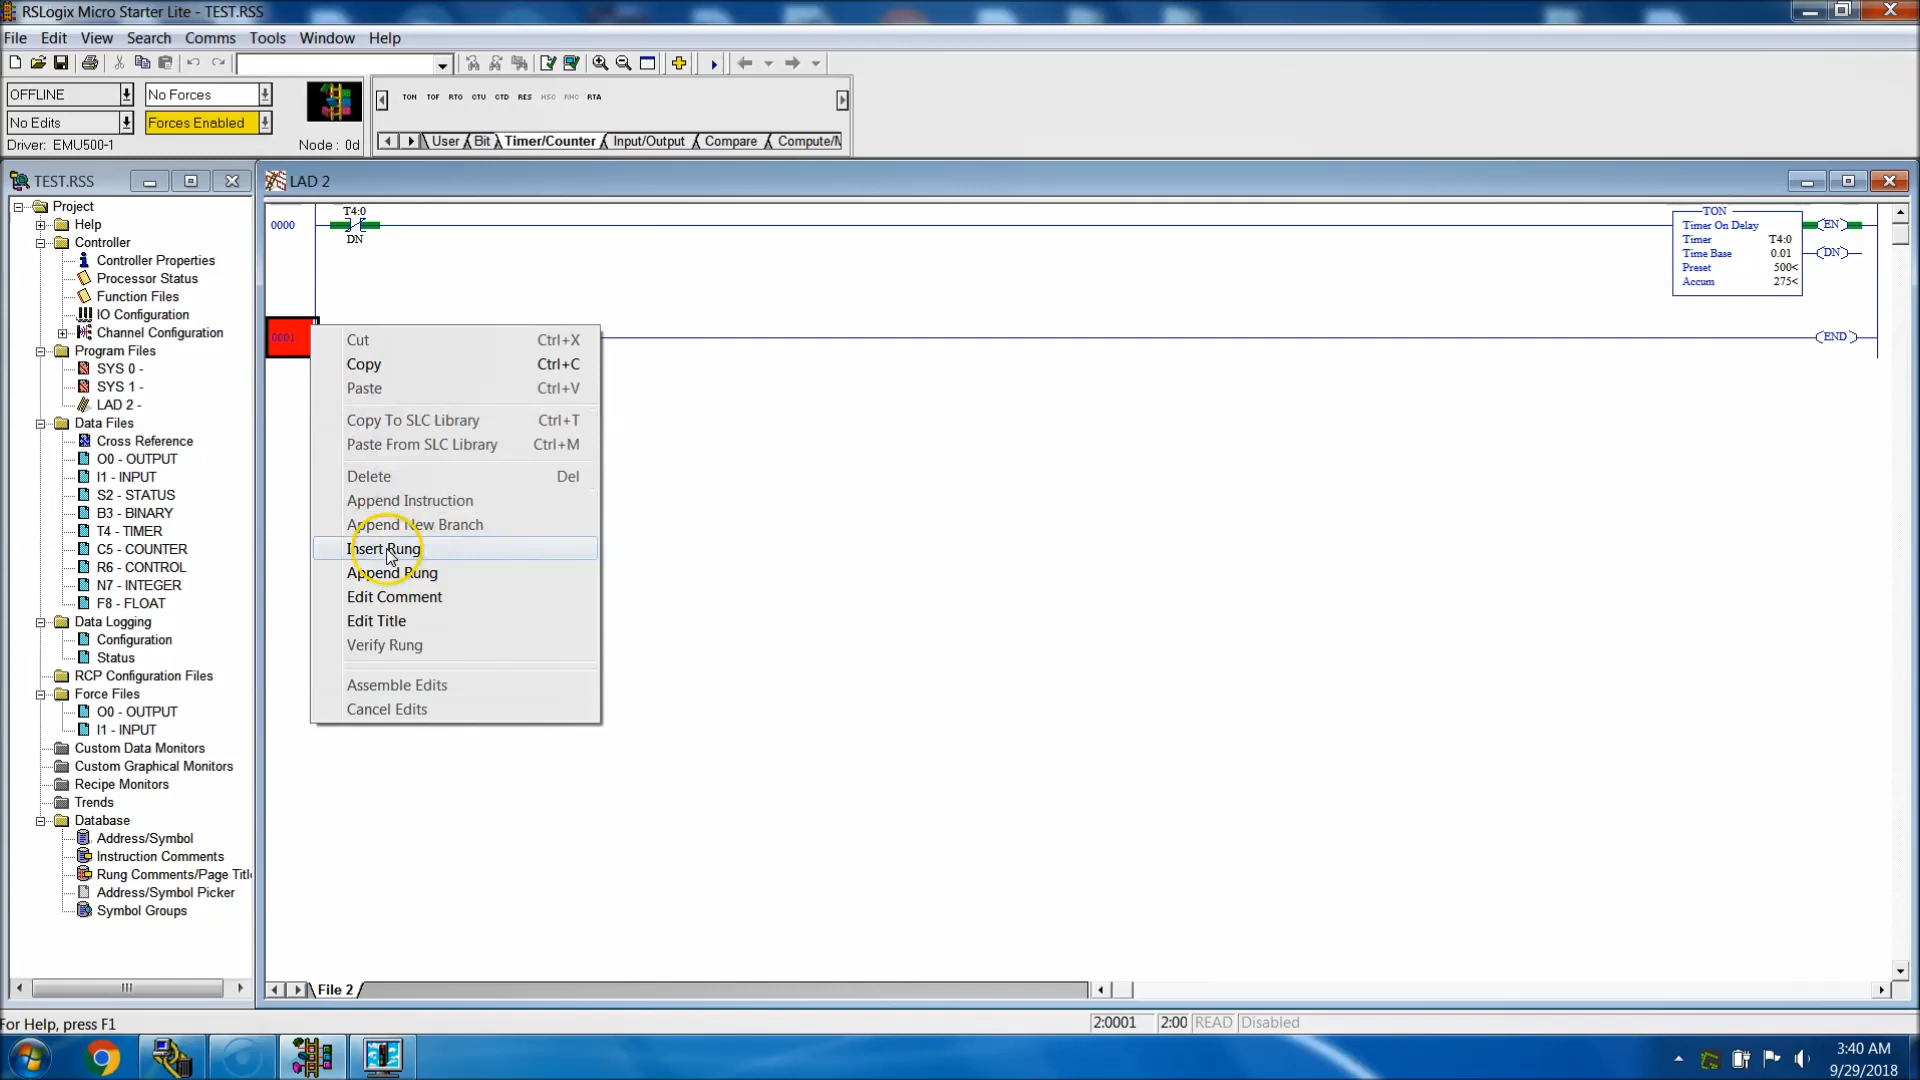 RSLogix Micro Starter Lite - TEST.RSS
File Edit View Search Comms Tools Window Help
OFFLINE No Forces
No Edits Forces Enabled
Driver: EMU500-1 Node : 0d
TON TOF RTO CTU CTD RES HSC RHC RTA
User Bit Timer/Counter Input/Output Compare Compute/M
TEST.RSS
Project
Help
Controller
Controller Properties
Processor Status
Function Files
IO Configuration
Channel Configuration
Program Files
SYS 0 -
SYS 1 -
LAD 2 -
Data Files
Cross Reference
O0 - OUTPUT
I1 - INPUT
S2 - STATUS
B3 - BINARY
T4 - TIMER
C5 - COUNTER
R6 - CONTROL
N7 - INTEGER
F8 - FLOAT
Data Logging
Configuration
Status
RCP Configuration Files
Force Files
O0 - OUTPUT
I1 - INPUT
Custom Data Monitors
Custom Graphical Monitors
Recipe Monitors
Trends
Database
Address/Symbol
Instruction Comments
Rung Comments/Page Title
Address/Symbol Picker
Symbol Groups
LAD 2
0000
T4:0
DN
TON
Timer On Delay
Timer T4:0
Time Base 0.01
Preset 500<
Accum 275<
EN
DN
0001
END
Cut Ctrl+X
Copy Ctrl+C
Paste Ctrl+V
Copy To SLC Library Ctrl+T
Paste From SLC Library Ctrl+M
Delete Del
Append Instruction
Append New Branch
Insert Rung
Append Rung
Edit Comment
Edit Title
Verify Rung
Assemble Edits
Cancel Edits
File 2
For Help, press F1
2:0001 2:00 READ Disabled
3:40 AM
9/29/2018